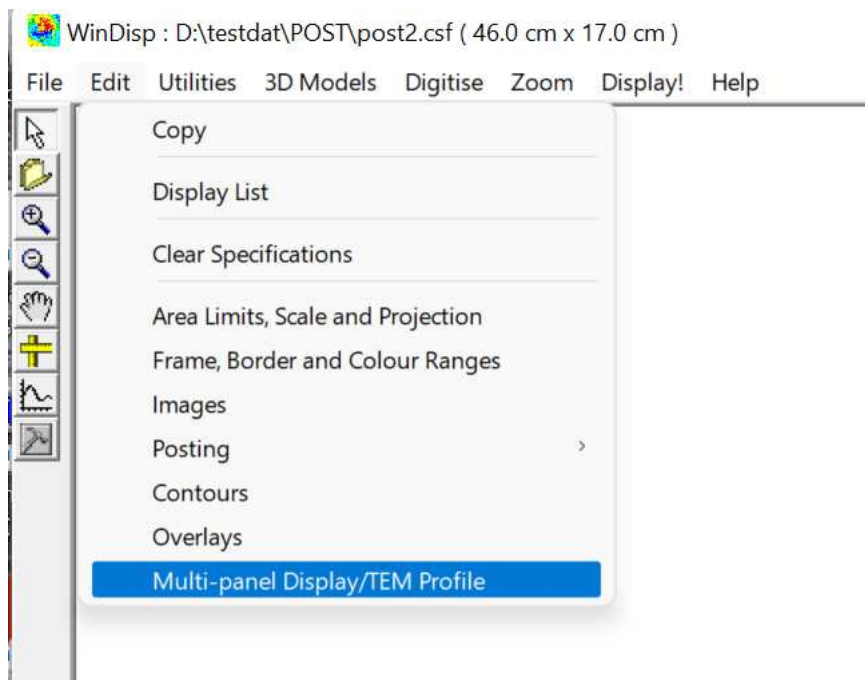 WinDisp : D:\testdat\POST\post2.csf ( 46.0 cm x 17.0 cm )
File Edit Utilities 3D Models Digitise Zoom Display! Help
Copy
Display List
Clear Specifications
Area Limits, Scale and Projection
Frame, Border and Colour Ranges
Images
Posting
Contours
Overlays
Multi-panel Display/TEM Profile